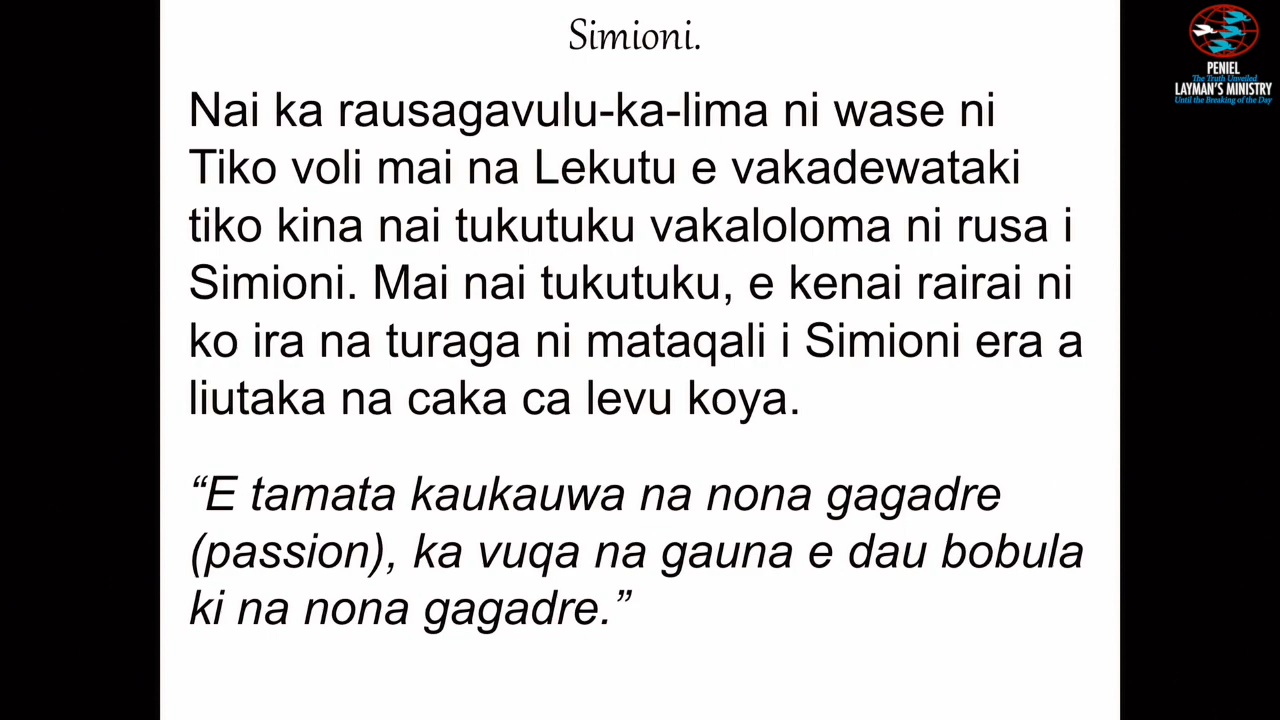 Simioni.
Nai ka rausagavulu-ka-lima ni wase ni
Tiko voli mai na Lekutu e vakadewataki
tiko kina nai tukutuku vakaloloma ni rusa i
Simioni. Mai nai tukutuku, e kenai rairai ni
ko ira na turaga ni mataqali i Simioni era a
liutaka na caka ca levu koya.
“E tamata kaukauwa na nona gagadre
(passion), ka vuqa na gauna e dau bobula
ki na nona gagadre.”
PENIEL
The Truth Unveiled
LAYMAN'S MINISTRY
Until the Breaking of the Day